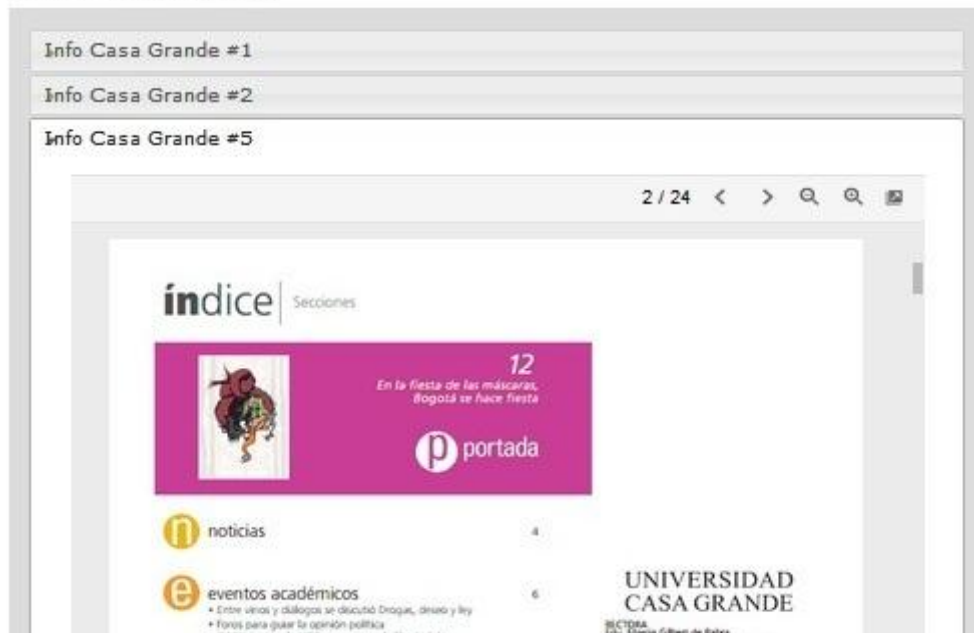 Info Casa Grande #1
Info Casa Grande #2
Info Casa Grande #5
2 / 24
índice Secciones
12
En la fiesta de las máscaras,
Bogotá se hace fiesta
p portada
n noticias 4
e eventos académicos 6
• Entre vinos y diálogos se discutió Drogas, deseo y ley
• Foros para guiar la opinión política
UNIVERSIDAD
CASA GRANDE
RECTORA